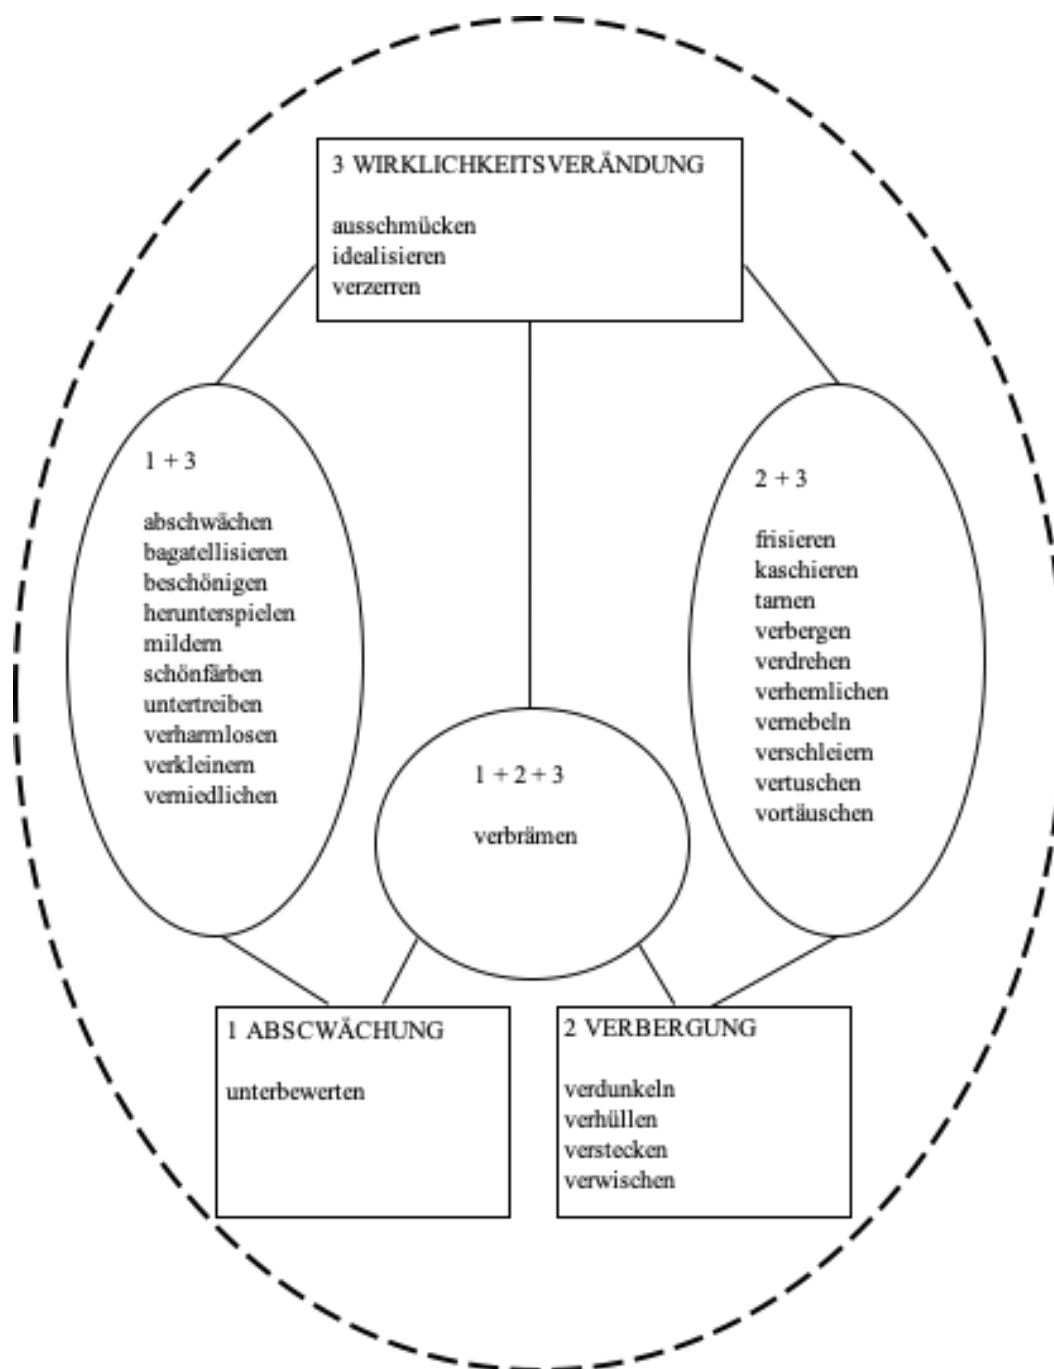 3 WIRKLICHKEITSVERÄNDUNG
ausschmücken
idealisieren
verzerren
1 + 3
abschwächen
bagatellisieren
beschönigen
herunterspielen
mildern
schönfärben
untertreiben
verharmlosen
verkleinern
verniedlichen
2 + 3
frisieren
kaschieren
tarnen
verbergen
verdrehen
verhemlichen
vernebeln
verschleiern
vertuschen
vortäuschen
1 + 2 + 3
verbrämen
1 ABSCWÄCHUNG
unterbewerten
2 VERBERGUNG
verdunkeln
verhüllen
verstecken
verwischen